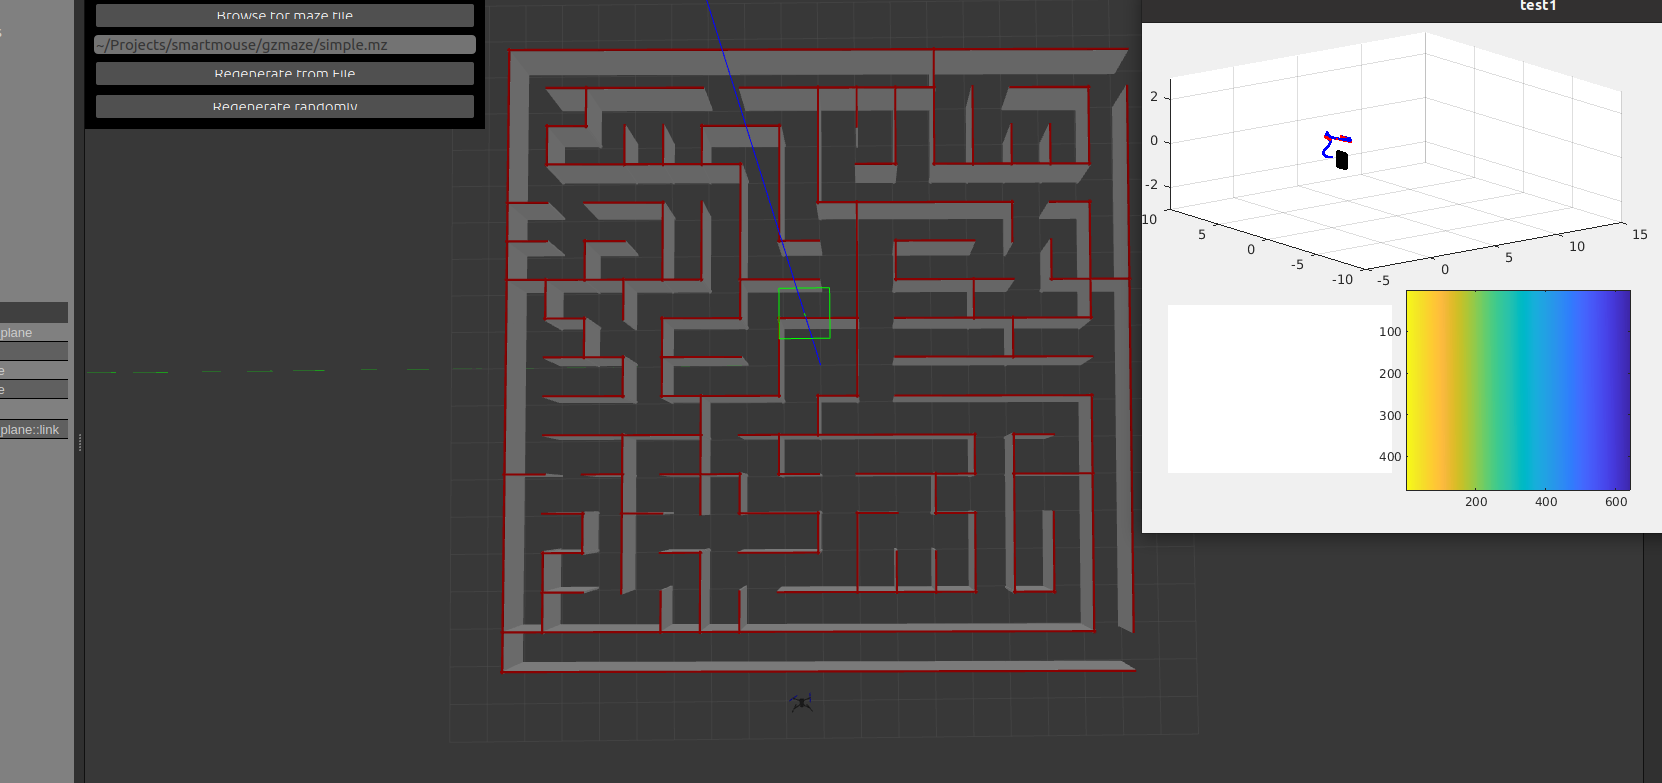 Browse for maze file
~/Projects/smartmouse/gzmaze/simple.mz
Regenerate from File
Regenerate randomly
plane
e
e
plane::link
test1
2
0
-2
10
5
0
-5
-10
-5
0
5
10
15
100
200
300
400
200
400
600